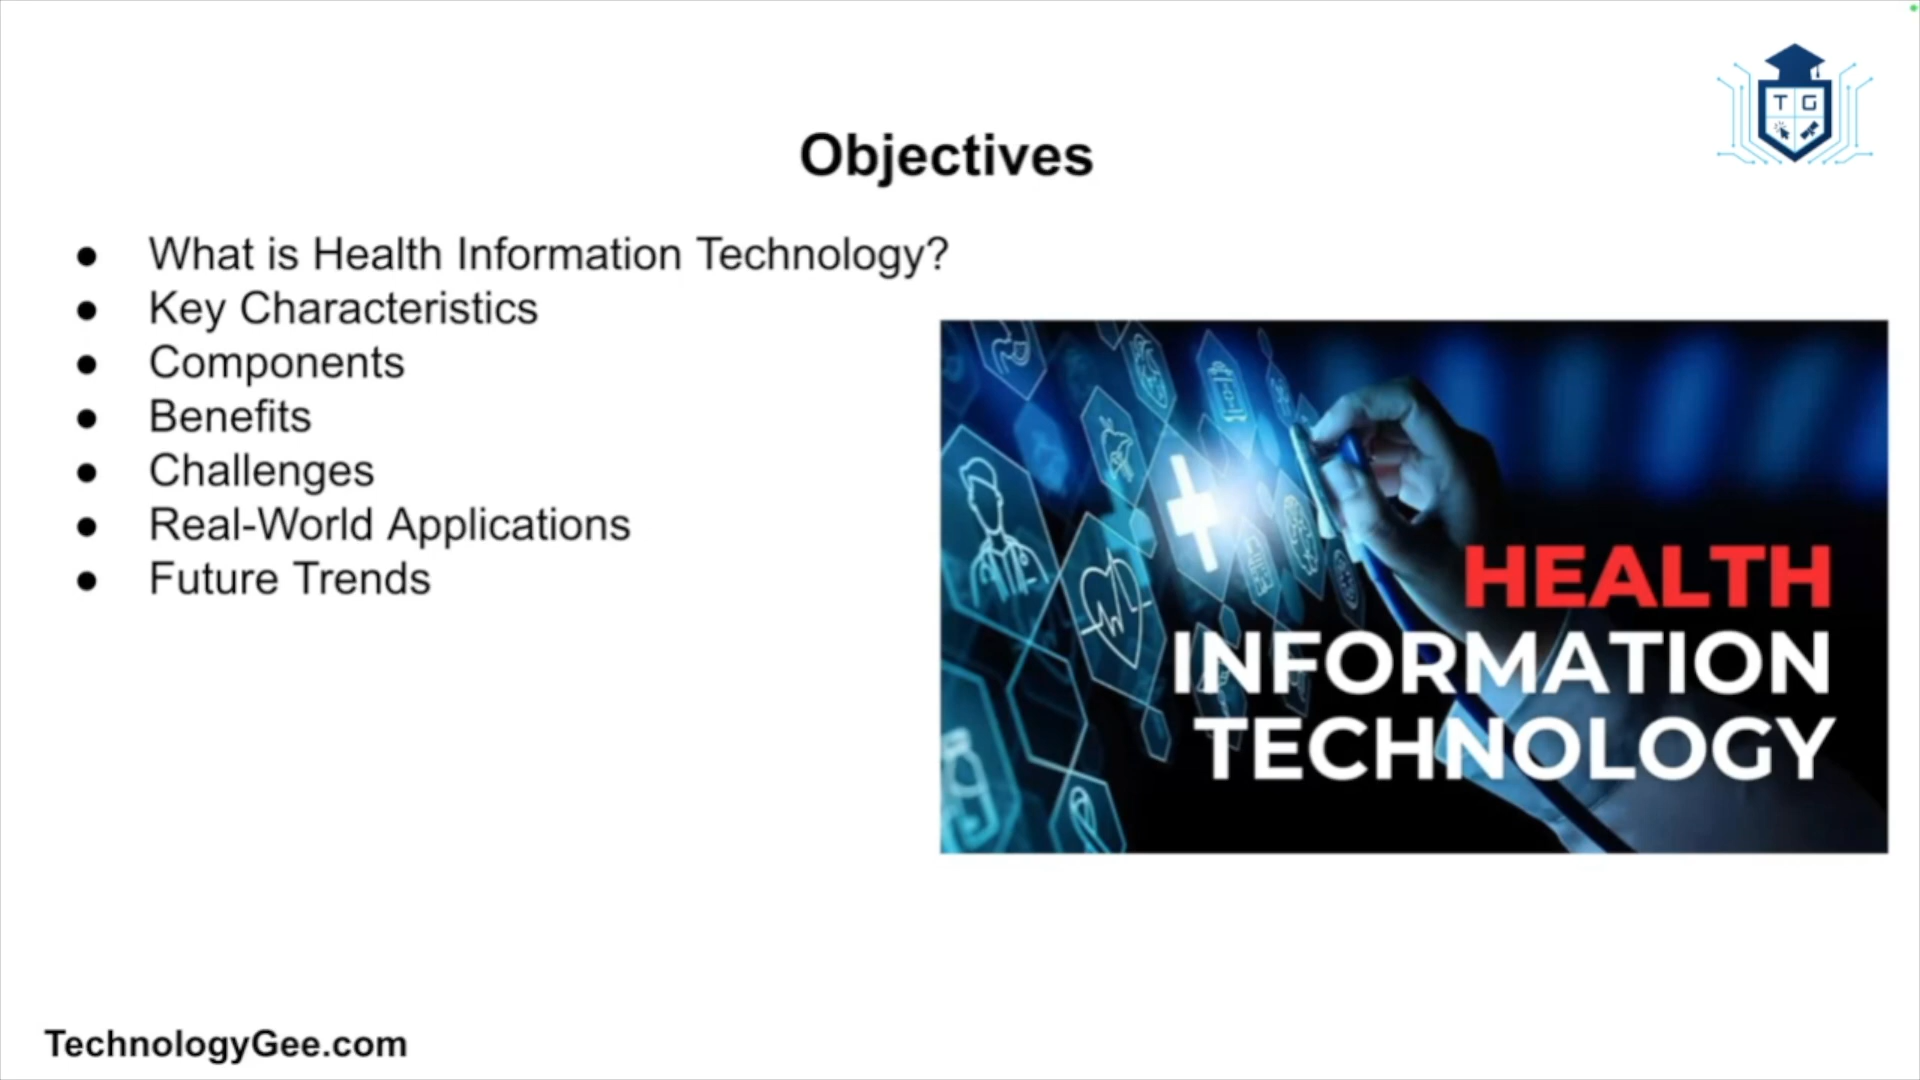 T G
Objectives
What is Health Information Technology?
Key Characteristics
Components
Benefits
Challenges
Real-World Applications
Future Trends
HEALTH
INFORMATION
TECHNOLOGY
TechnologyGee.com